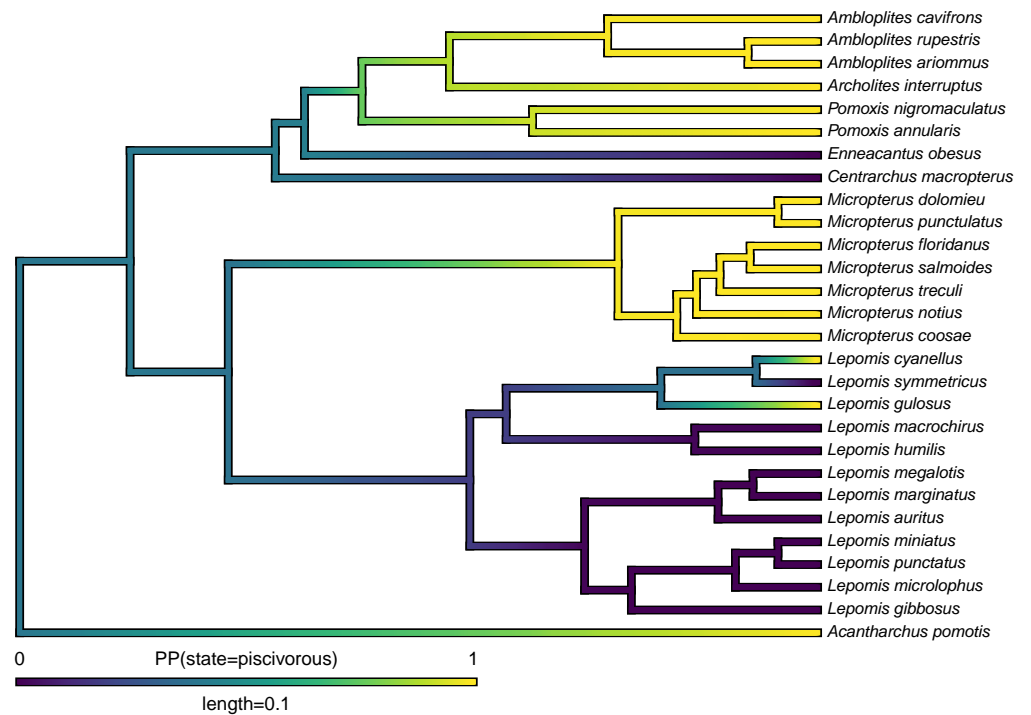 Ambloplites cavifrons
Ambloplites rupestris
Ambloplites ariommus
Archolites interruptus
Pomoxis nigromaculatus
Pomoxis annularis
Enneacantus obesus
Centrarchus macropterus
Micropterus dolomieu
Micropterus punctulatus
Micropterus floridanus
Micropterus salmoides
Micropterus treculi
Micropterus notius
Micropterus coosae
Lepomis cyanellus
Lepomis symmetricus
Lepomis gulosus
Lepomis macrochirus
Lepomis humilis
Lepomis megalotis
Lepomis marginatus
Lepomis auritus
Lepomis miniatus
Lepomis punctatus
Lepomis microlophus
Lepomis gibbosus
Acantharchus pomotis
0 PP(state=piscivorous) 1
length=0.1